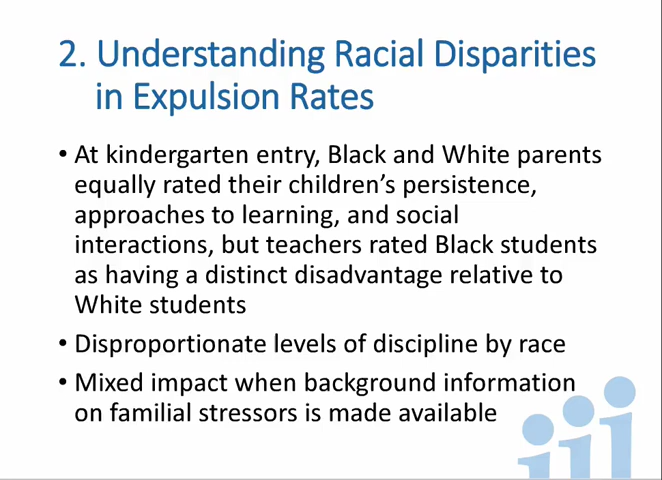 2. Understanding Racial Disparities
in Expulsion Rates
• At kindergarten entry, Black and White parents
equally rated their children’s persistence,
approaches to learning, and social
interactions, but teachers rated Black students
as having a distinct disadvantage relative to
White students
• Disproportionate levels of discipline by race
• Mixed impact when background information
on familial stressors is made available